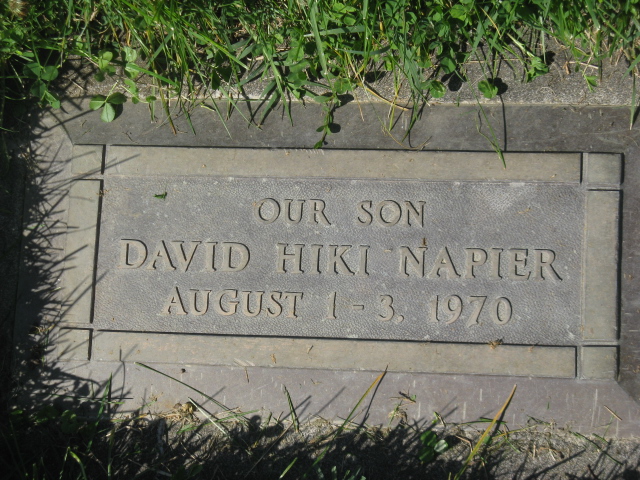 OUR SON
DAVID HIKI NAPIER
AUGUST 1-3, 1970